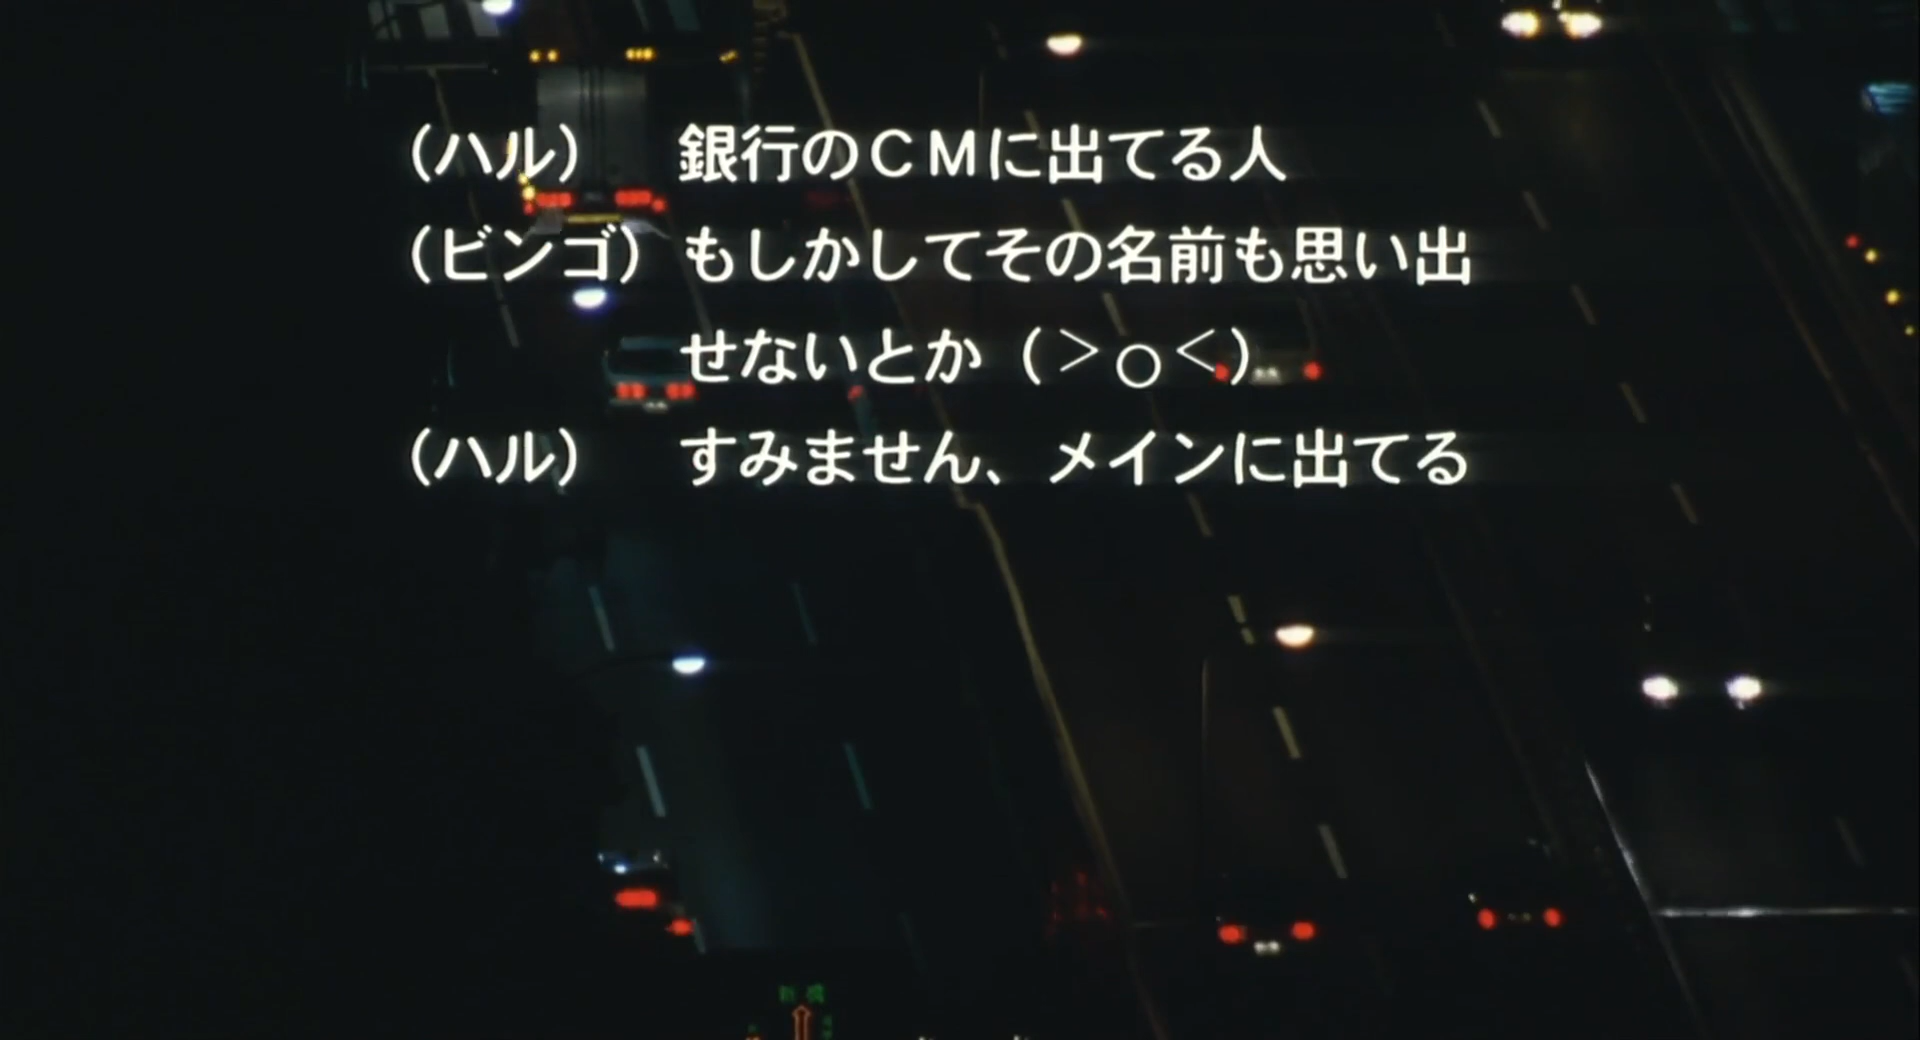 （ハル）　銀行のＣＭに出てる人
（ビンゴ）もしかしてその名前も思い出
せないとか（＞○＜）
（ハル）　すみません、メインに出てる
新橋